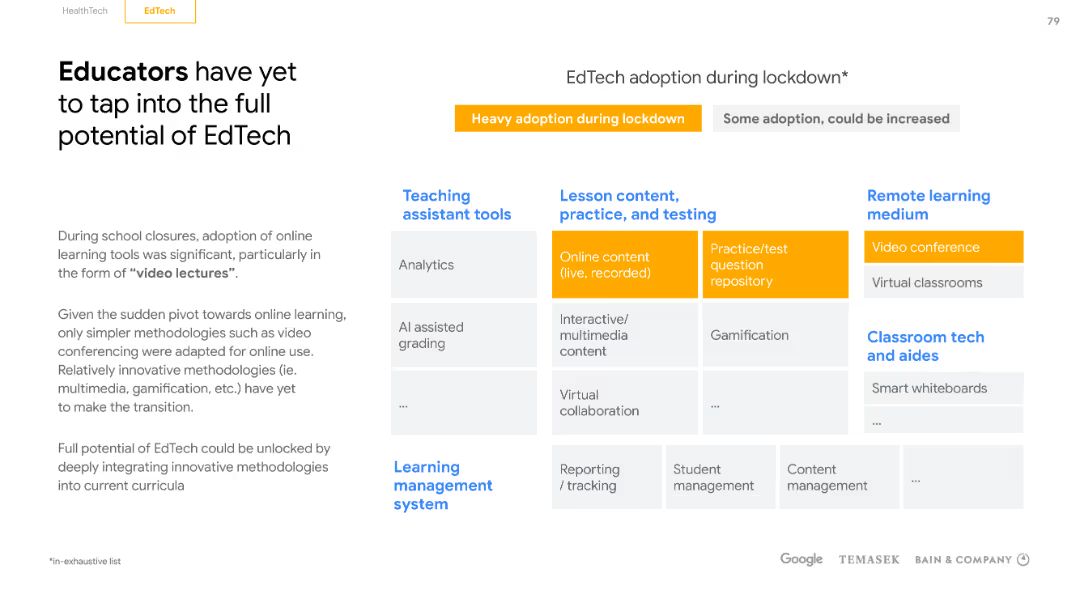 HealthTech
EdTech
79
Educators have yet
to tap into the full
potential of EdTech
EdTech adoption during lockdown*
Heavy adoption during lockdown
Some adoption, could be increased
During school closures, adoption of online
learning tools was significant, particularly in
the form of “video lectures”.
Given the sudden pivot towards online learning,
only simpler methodologies such as video
conferencing were adapted for online use.
Relatively innovative methodologies (ie.
multimedia, gamification, etc.) have yet
to make the transition.
Full potential of EdTech could be unlocked by
deeply integrating innovative methodologies
into current curricula
Teaching
assistant tools
Analytics
AI assisted
grading
...
Lesson content,
practice, and testing
Online content
(live, recorded)
Practice/test
question
repository
Interactive/
multimedia
content
Gamification
Virtual
collaboration
...
Remote learning
medium
Video conference
Virtual classrooms
Classroom tech
and aides
Smart whiteboards
...
Learning
management
system
Reporting
/ tracking
Student
management
Content
management
...
*in-exhaustive list
Google
TEMASEK
BAIN & COMPANY